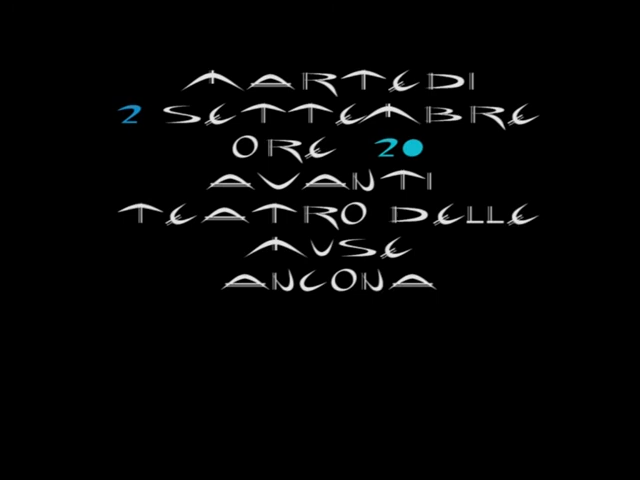 MARTEDI
2 SETTEMBRE
ORE 20
AVANTI
TEATRO DELLE
MUSE
ANCONA